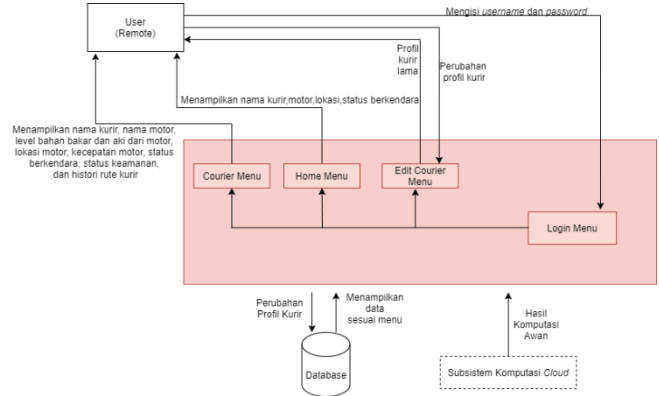 User
(Remote)
Mengisi username dan password
Profil
kurir
lama
Perubahan
profil kurir
Menampilkan nama kurir,motor,lokasi,status berkendara
Menampilkan nama kurir, nama motor,
level bahan bakar dan aki dari motor,
lokasi motor, kecepatan motor, status
berkendara, status keamanan,
dan histori rute kurir
Courier Menu
Home Menu
Edit Courier
Menu
Login Menu
Perubahan
Profil Kurir
Menampilkan
data
sesuai menu
Hasil
Komputasi
Awan
Database
Subsistem Komputasi Cloud